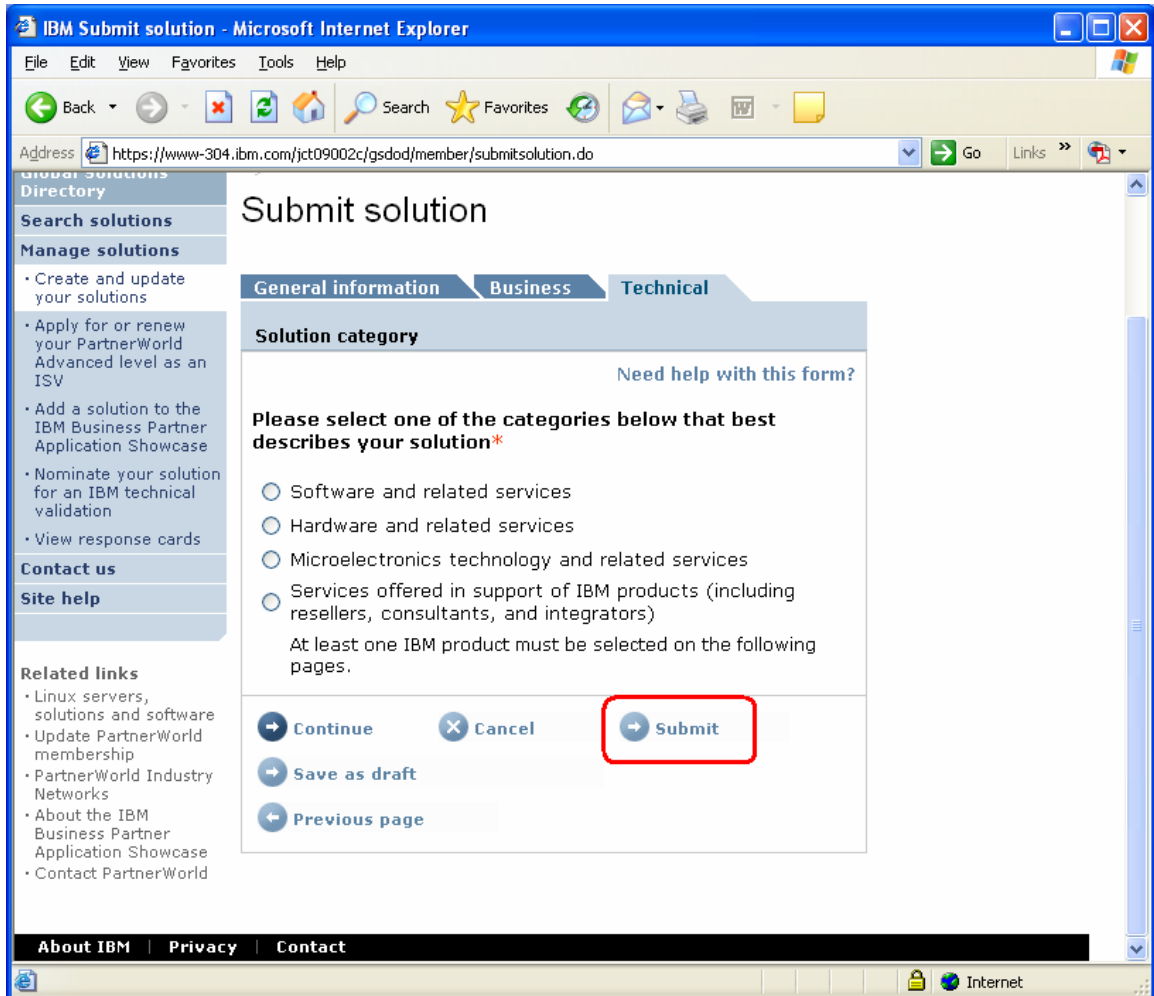 IBM Submit solution - Microsoft Internet Explorer
File Edit View Favorites Tools Help
Back Search Favorites
Address https://www-304.ibm.com/jct09002c/gsdod/member/submitsolution.do Go Links »
Global Solutions
Directory
Search solutions
Manage solutions
· Create and update
your solutions
· Apply for or renew
your PartnerWorld
Advanced level as an
ISV
· Add a solution to the
IBM Business Partner
Application Showcase
· Nominate your solution
for an IBM technical
validation
· View response cards
Contact us
Site help
Related links
· Linux servers,
solutions and software
· Update PartnerWorld
membership
· PartnerWorld Industry
Networks
· About the IBM
Business Partner
Application Showcase
· Contact PartnerWorld
Submit solution
General information Business Technical
Solution category
Need help with this form?
Please select one of the categories below that best
describes your solution*
Software and related services
Hardware and related services
Microelectronics technology and related services
Services offered in support of IBM products (including
resellers, consultants, and integrators)
At least one IBM product must be selected on the following
pages.
Continue Cancel Submit
Save as draft
Previous page
About IBM | Privacy | Contact
Internet